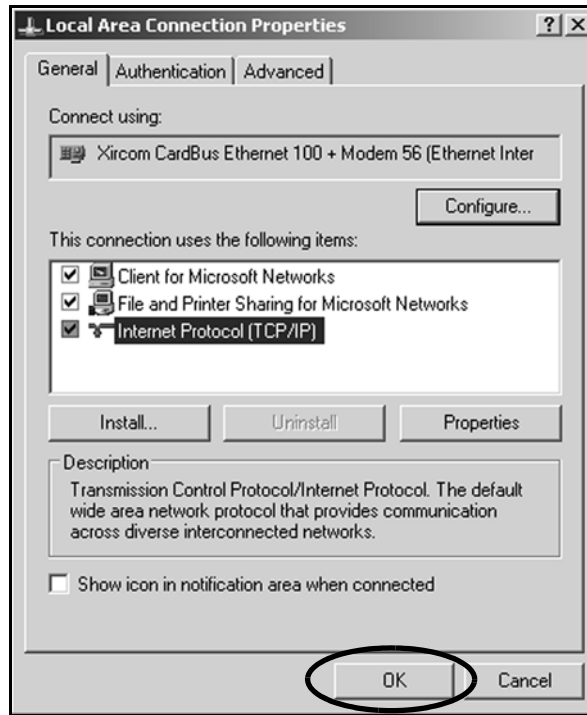 Local Area Connection Properties ? X
General Authentication Advanced
Connect using:
Xircom CardBus Ethernet 100 + Modem 56 (Ethernet Inter
Configure...
This connection uses the following items:
Client for Microsoft Networks
File and Printer Sharing for Microsoft Networks
Internet Protocol (TCP/IP)
Install... Uninstall Properties
Description
Transmission Control Protocol/Internet Protocol. The default
wide area network protocol that provides communication
across diverse interconnected networks.
Show icon in notification area when connected
OK Cancel